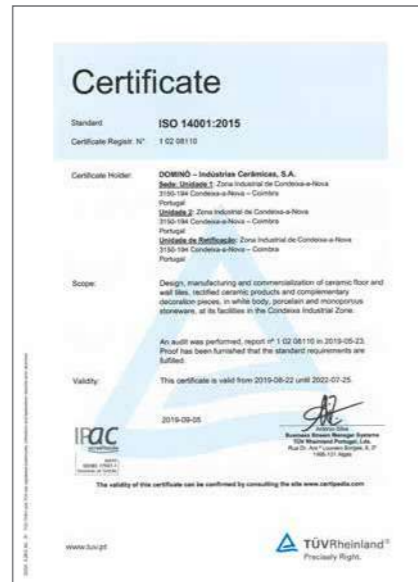 Certificate
Standard ISO 14001:2015
Certificate Registr. N° 1 02 08110
Certificate Holder: DOMINÓ – Indústrias Cerâmicas, S.A.
Sede: Unidade 1: Zona Industrial de Condeixa-a-Nova
3150-194 Condeixa-a-Nova – Coimbra
Portugal
Unidade 2: Zona Industrial de Condeixa-a-Nova
3150-194 Condeixa-a-Nova – Coimbra
Portugal
Unidade de Retificação: Zona Industrial de Condeixa-a-Nova
3150-194 Condeixa-a-Nova – Coimbra
Portugal
Scope: Design, manufacturing and commercialization of ceramic floor and
wall tiles, rectified ceramic products and complementary
decoration pieces, in white body, porcelain and monoporous
stoneware, at its facilities in the Condeixa Industrial Zone.
An audit was performed, report nº 1 02 08110 in 2019-05-23.
Proof has been furnished that the standard requirements are
fulfilled.
Validity: This certificate is valid from 2019-08-22 until 2022-07-25.
2019-09-05
António Silva
Business Stream Manager Systems
TÜV Rheinland Portugal, Lda.
IPAC
The validity of this certificate can be confirmed by consulting the site www.certipedia.com
www.tuv.pt
TÜVRheinland®
Precisely Right.